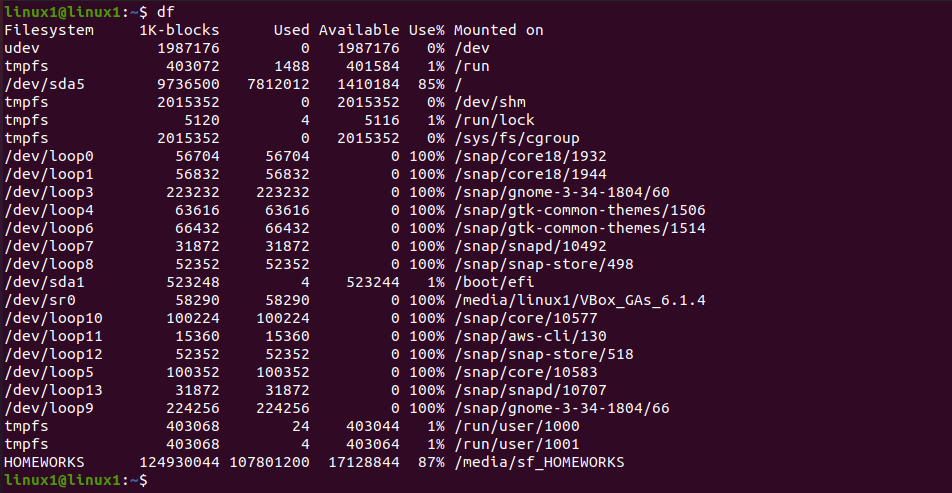 linux1@linux1:~$ df
Filesystem     1K-blocks      Used Available Use% Mounted on
udev             1987176         0   1987176   0% /dev
tmpfs             403072      1488    401584   1% /run
/dev/sda5        9736500   7812012   1410184  85% /
tmpfs            2015352         0   2015352   0% /dev/shm
tmpfs               5120         4      5116   1% /run/lock
tmpfs            2015352         0   2015352   0% /sys/fs/cgroup
/dev/loop0         56704     56704         0 100% /snap/core18/1932
/dev/loop1         56832     56832         0 100% /snap/core18/1944
/dev/loop3        223232    223232         0 100% /snap/gnome-3-34-1804/60
/dev/loop4         63616     63616         0 100% /snap/gtk-common-themes/1506
/dev/loop6         66432     66432         0 100% /snap/gtk-common-themes/1514
/dev/loop7         31872     31872         0 100% /snap/snapd/10492
/dev/loop8         52352     52352         0 100% /snap/snap-store/498
/dev/sda1         523248         4    523244   1% /boot/efi
/dev/sr0           58290     58290         0 100% /media/linux1/VBox_GAs_6.1.4
/dev/loop10       100224    100224         0 100% /snap/core/10577
/dev/loop11        15360     15360         0 100% /snap/aws-cli/130
/dev/loop12        52352     52352         0 100% /snap/snap-store/518
/dev/loop5        100352    100352         0 100% /snap/core/10583
/dev/loop13        31872     31872         0 100% /snap/snapd/10707
/dev/loop9        224256    224256         0 100% /snap/gnome-3-34-1804/66
tmpfs             403068        24    403044   1% /run/user/1000
tmpfs             403068         4    403064   1% /run/user/1001
HOMEWORKS      124930044 107801200  17128844  87% /media/sf_HOMEWORKS
linux1@linux1:~$